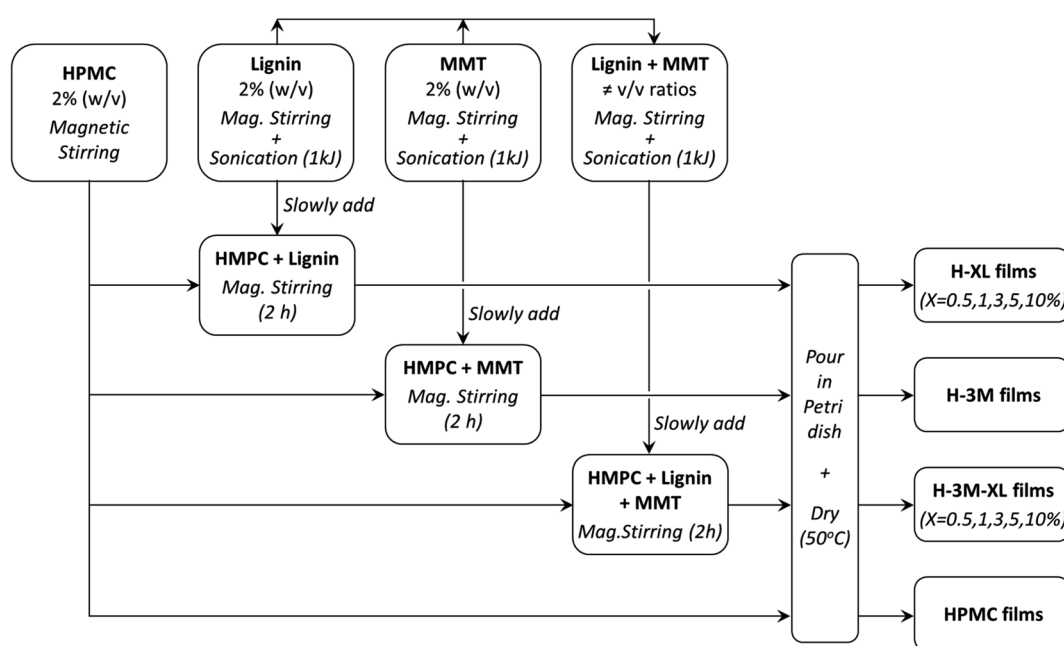 HPMC
2% (w/v)
Magnetic
Stirring
Lignin
2% (w/v)
Mag. Stirring
+
Sonication (1kJ)
MMT
2% (w/v)
Mag. Stirring
+
Sonication (1kJ)
Lignin + MMT
≠ v/v ratios
Mag. Stirring
+
Sonication (1kJ)
Slowly add
HMPC + Lignin
Mag. Stirring
(2 h)
Slowly add
HMPC + MMT
Mag. Stirring
(2 h)
Slowly add
HMPC + Lignin
+ MMT
Mag.Stirring (2h)
Pour
in
Petri
dish
+
Dry
(50°C)
H-XL films
(X=0.5,1,3,5,10%)
H-3M films
H-3M-XL films
(X=0.5,1,3,5,10%)
HPMC films